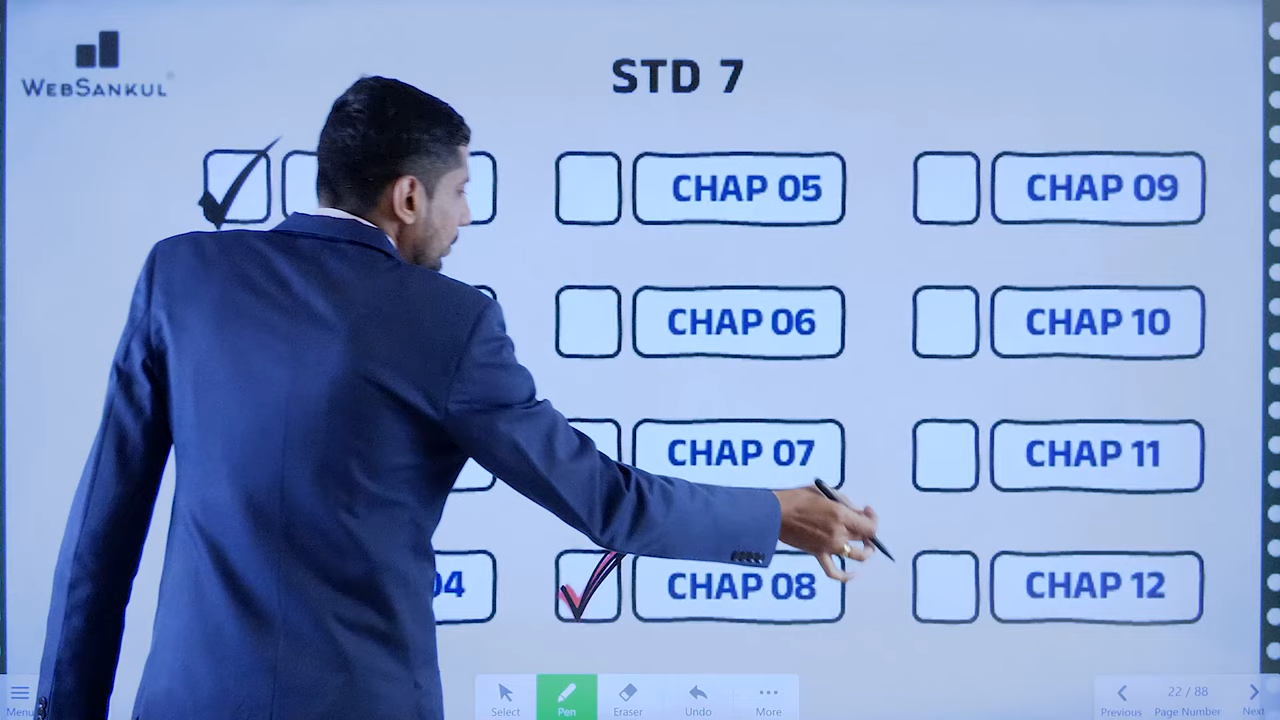 WEBSANKUL
STD 7
CHAP 05
CHAP 09
CHAP 06
CHAP 10
CHAP 07
CHAP 11
04
CHAP 08
CHAP 12
Menu
Select
Pen
Eraser
Undo
More
Previous
22 / 88
Page Number
Next